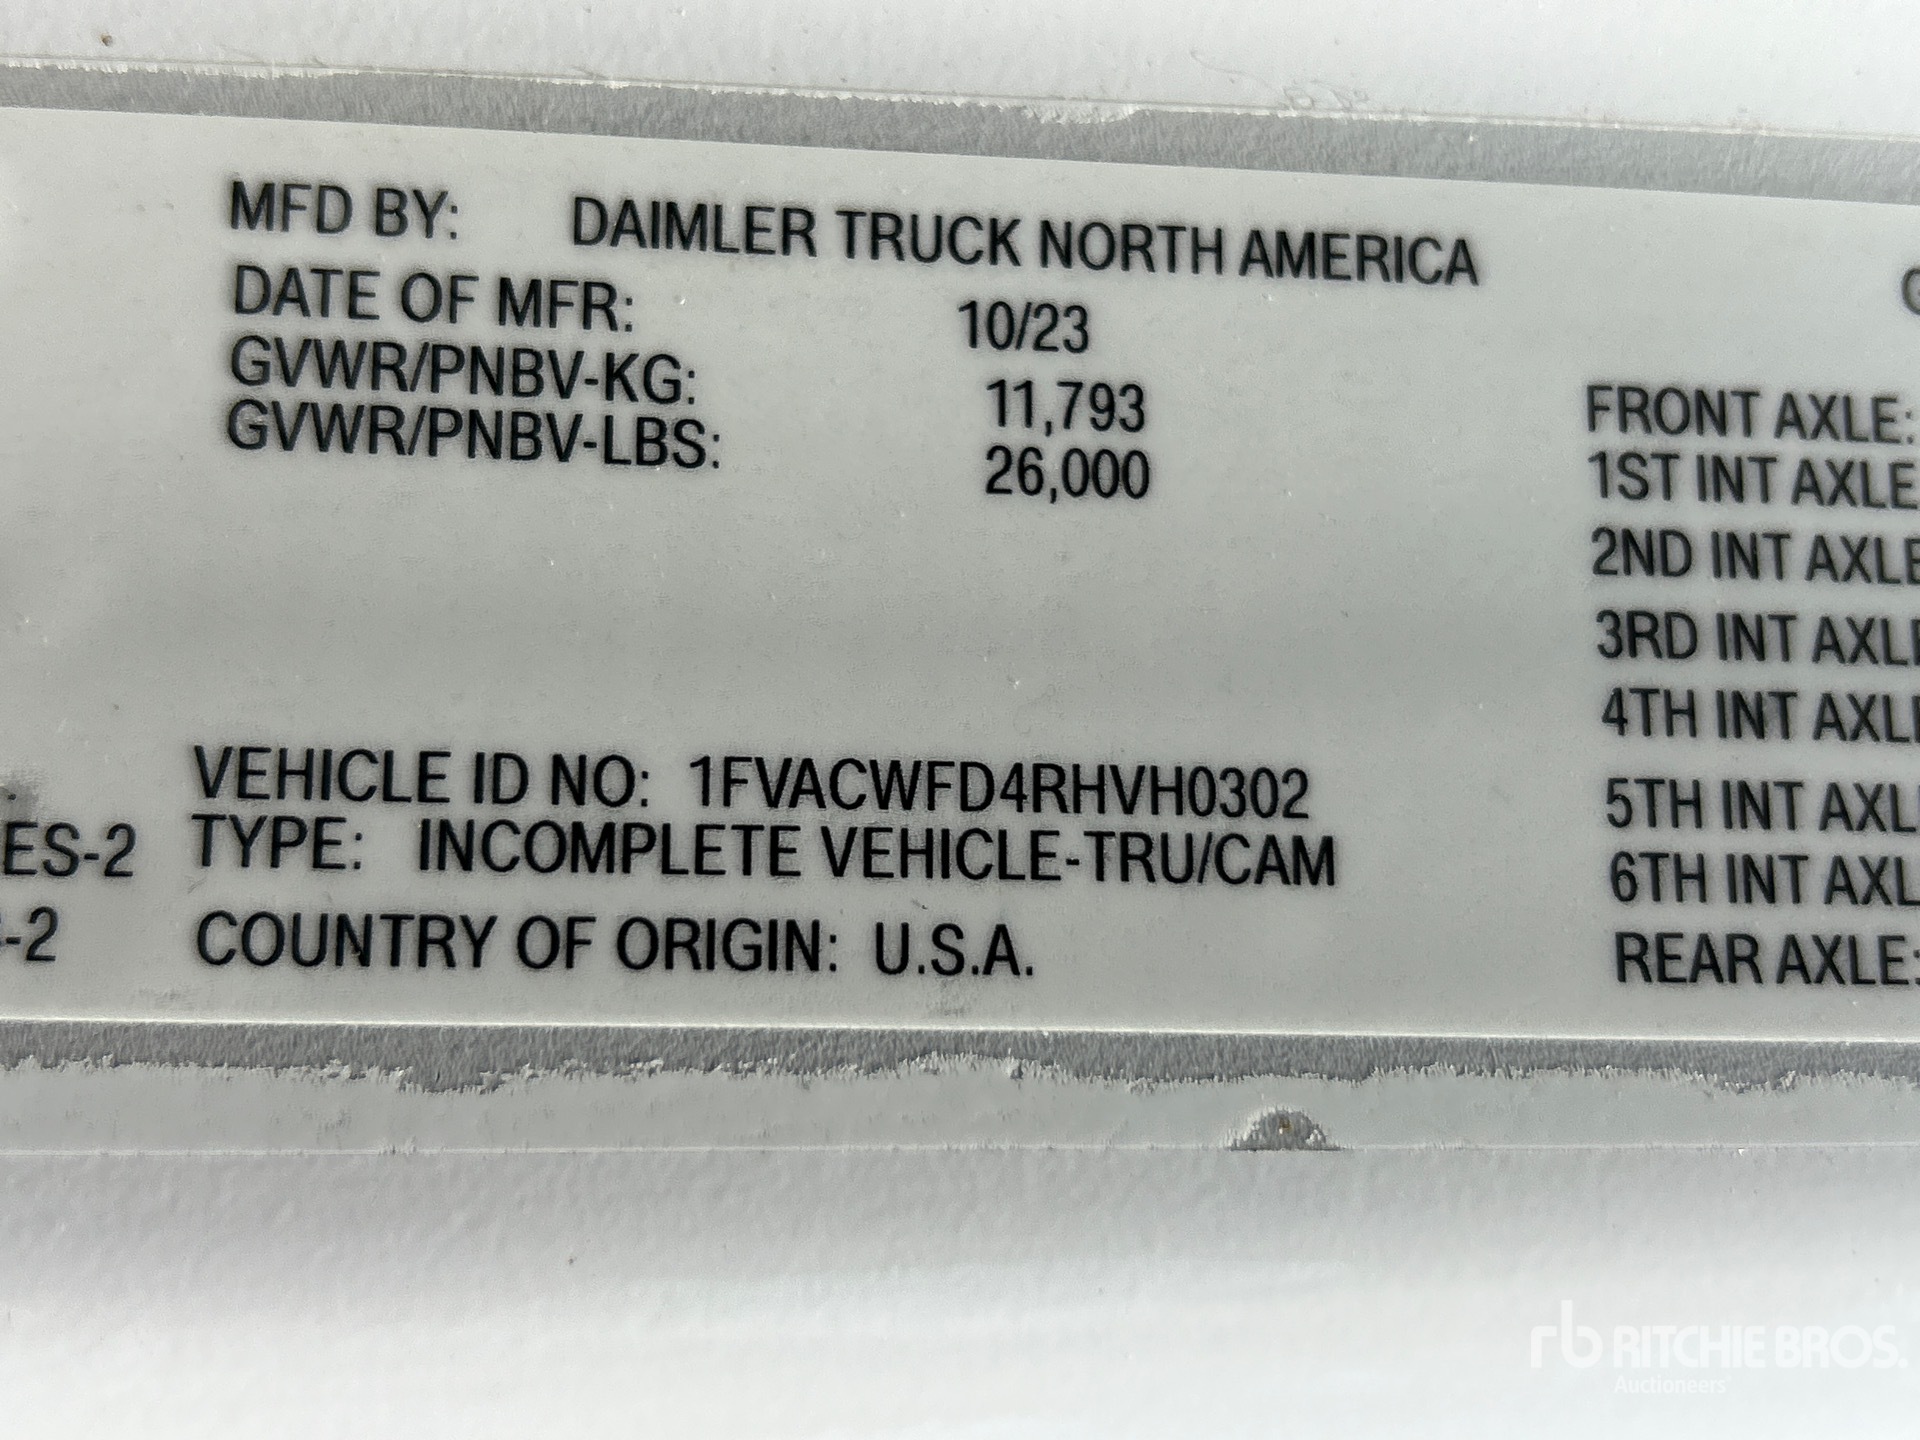 MFD BY: DAIMLER TRUCK NORTH AMERICA
DATE OF MFR: 10/23
GVWR/PNBV-KG: 11,793
GVWR/PNBV-LBS: 26,000
VEHICLE ID NO: 1FVACWFD4RHVH0302
TYPE: INCOMPLETE VEHICLE-TRU/CAM
COUNTRY OF ORIGIN: U.S.A.
ES-2
-2
FRONT AXLE:
1ST INT AXLE
2ND INT AXLE
3RD INT AXLE
4TH INT AXLE
5TH INT AXL
6TH INT AXL
REAR AXLE:
rb RITCHIE BROS.
Auctioneers